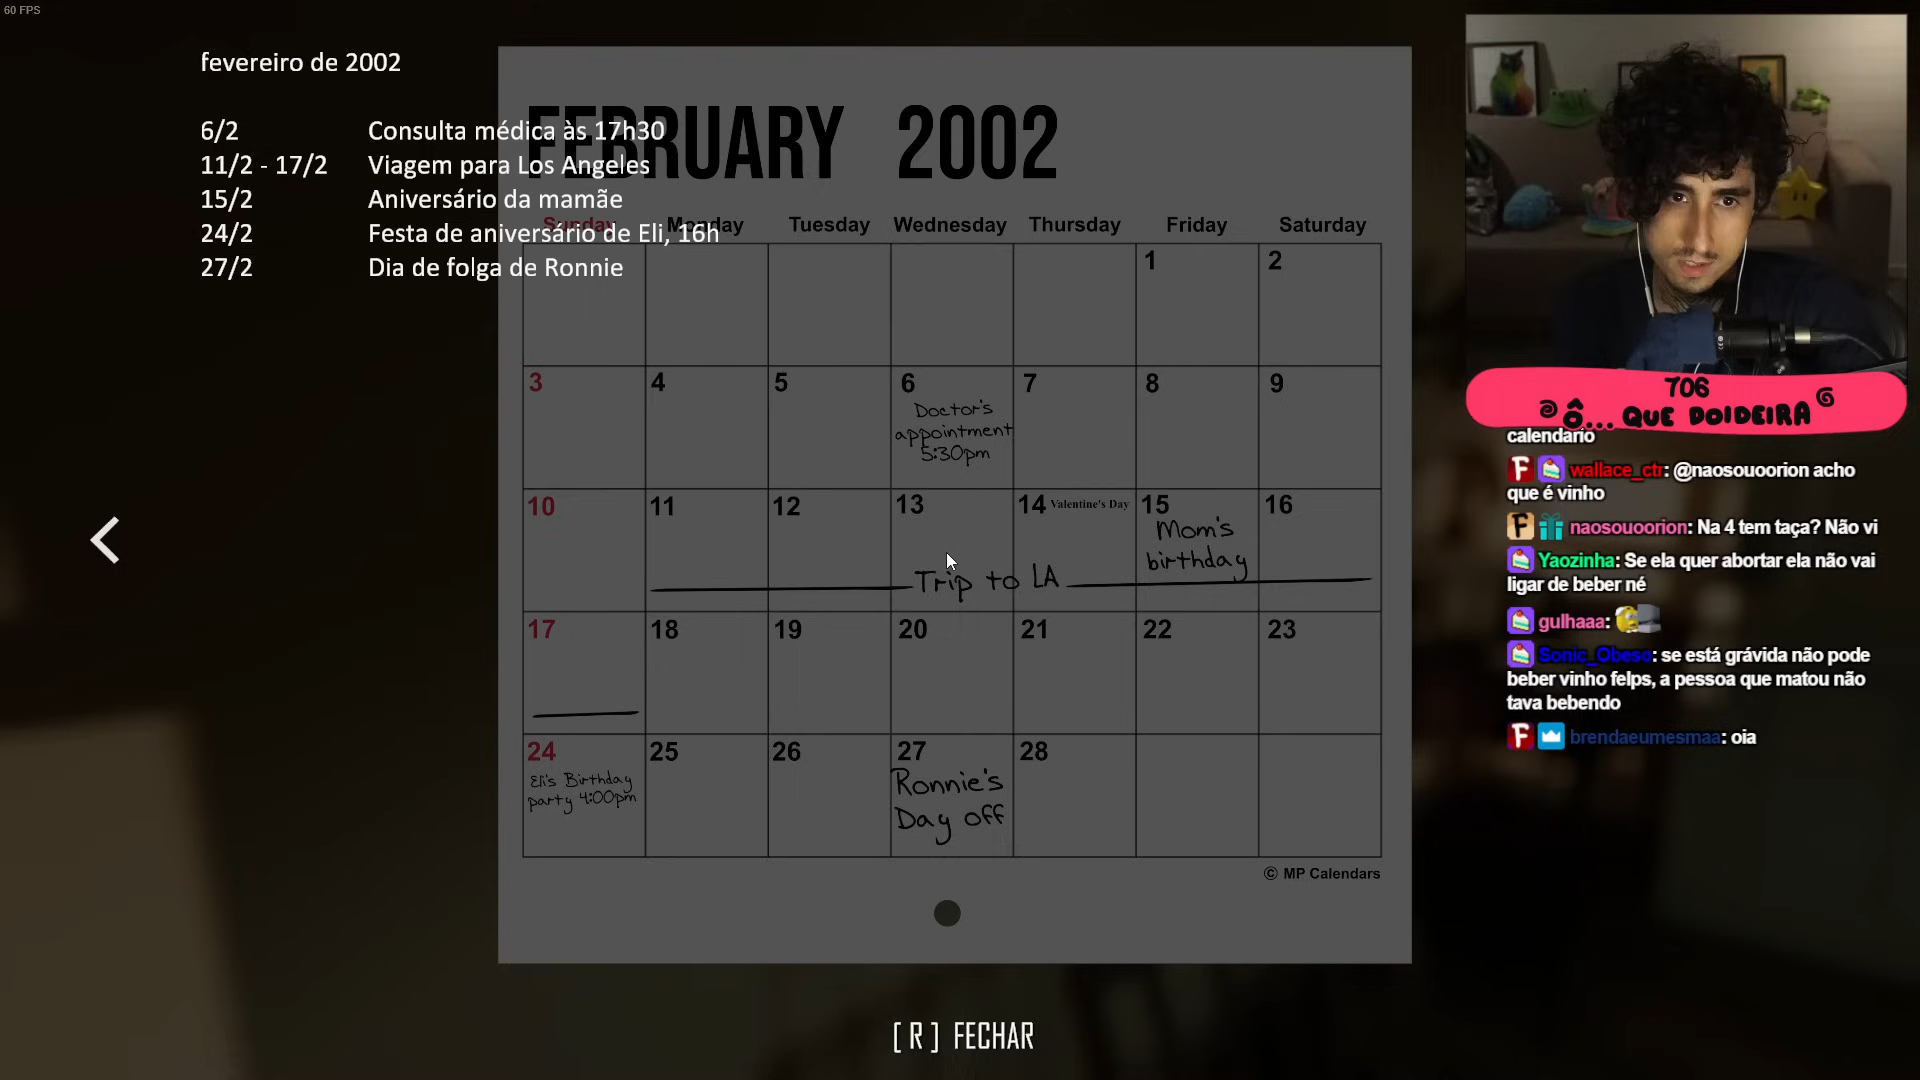 60 FPS
fevereiro de 2002
6/2 Consulta médica às 17h30
11/2 - 17/2 Viagem para Los Angeles
15/2 Aniversário da mamãe
24/2 Festa de aniversário de Eli, 16h
27/2 Dia de folga de Ronnie
FEBRUARY 2002
Sunday Monday Tuesday Wednesday Thursday Friday Saturday
1 2
3 4 5 6 7 8 9
Doctor's
appointment
5:30pm
10 11 12 13 14 Valentine's Day 15 16
Mom's
birthday
Trip to LA
17 18 19 20 21 22 23
24 25 26 27 28
Eli's Birthday
party 4:00pm
Ronnie's
Day off
© MP Calendars
[ R ] FECHAR
706
Ô... QUE DOIDEIRA
calendario
wallace_ctr: @naosouoorion acho
que é vinho
naosouoorion: Na 4 tem taça? Não vi
Yaozinha: Se ela quer abortar ela não vai
ligar de beber né
gulhaaa:
Sonic_Obeso: se está grávida não pode
beber vinho felps, a pessoa que matou não
tava bebendo
brendaeumesmaa: oia